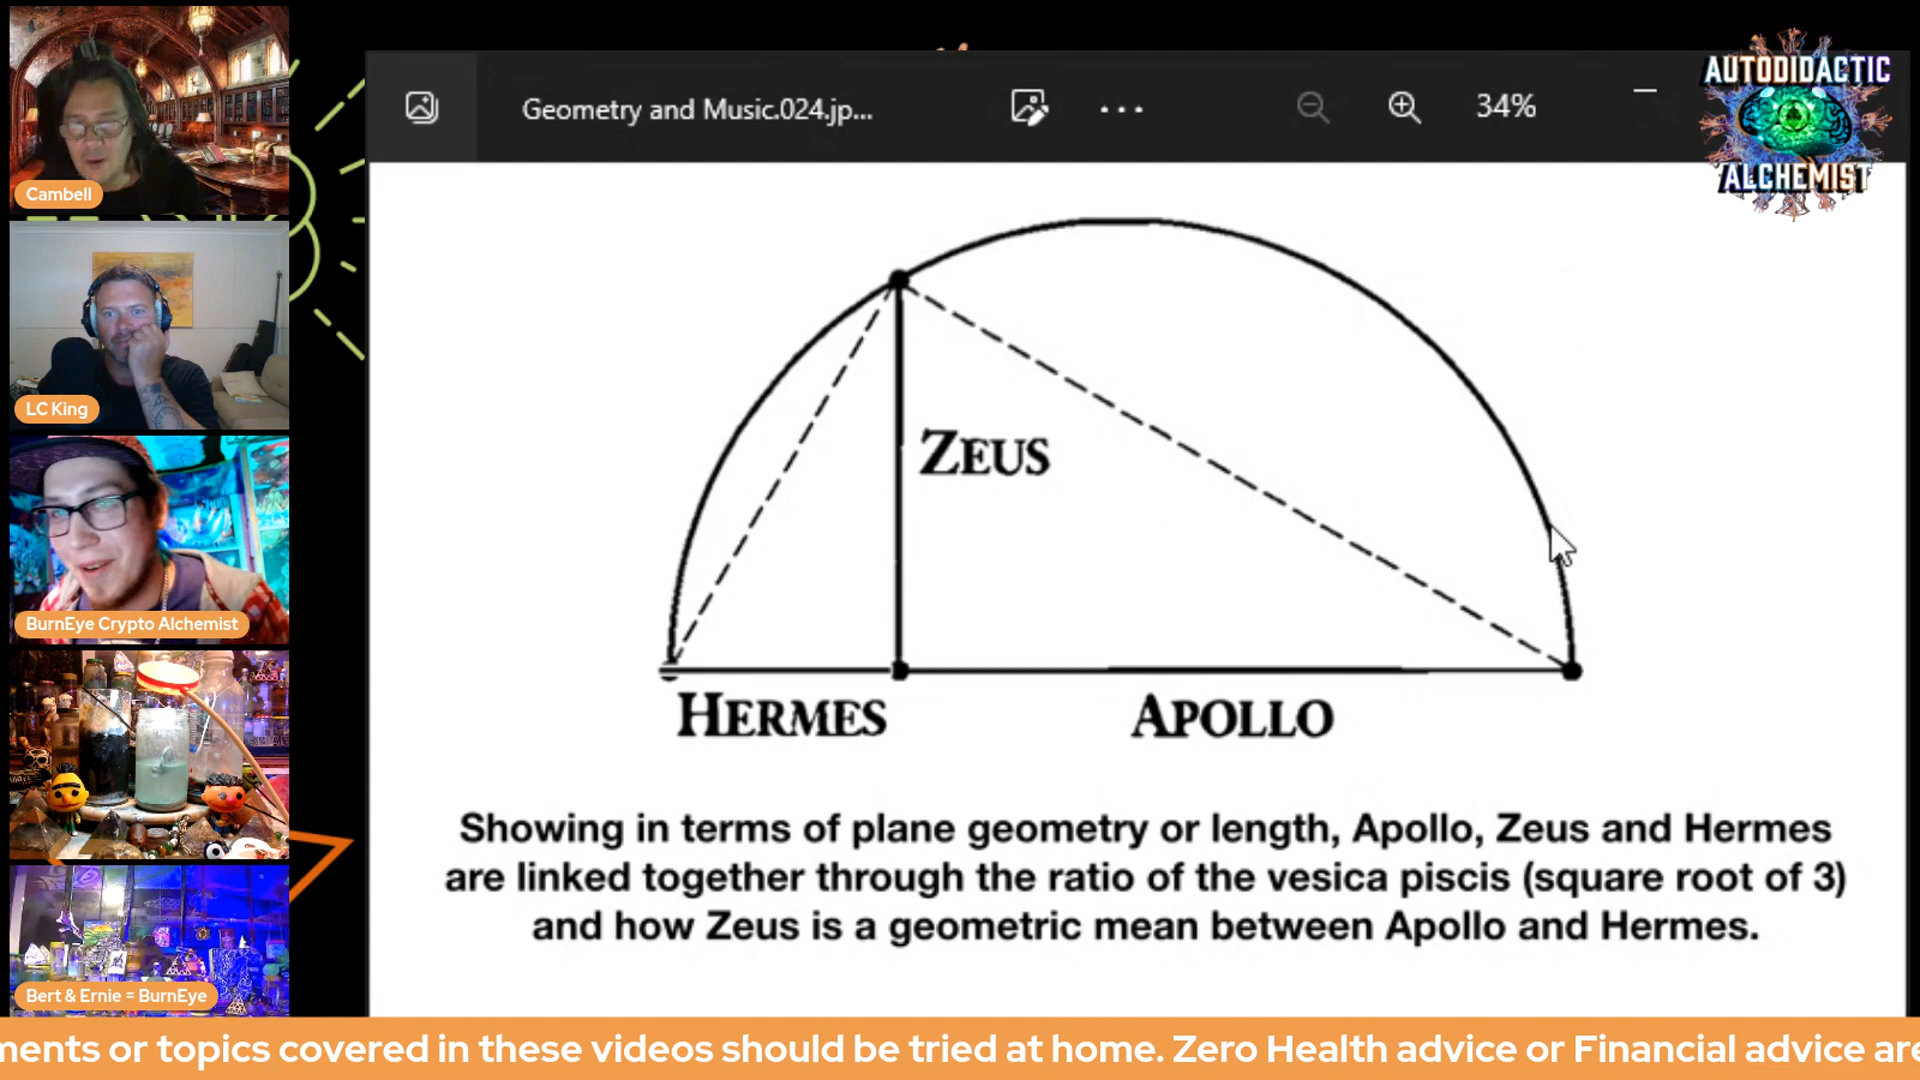 Geometry and Music.024.jp...
34%
AUTODIDACTIC
ALCHEMIST
Cambell
LC King
BurnEye Crypto Alchemist
Bert & Ernie = BurnEye
ZEUS
HERMES
APOLLO
Showing in terms of plane geometry or length, Apollo, Zeus and Hermes
are linked together through the ratio of the vesica piscis (square root of 3)
and how Zeus is a geometric mean between Apollo and Hermes.
ments or topics covered in these videos should be tried at home. Zero Health advice or Financial advice are